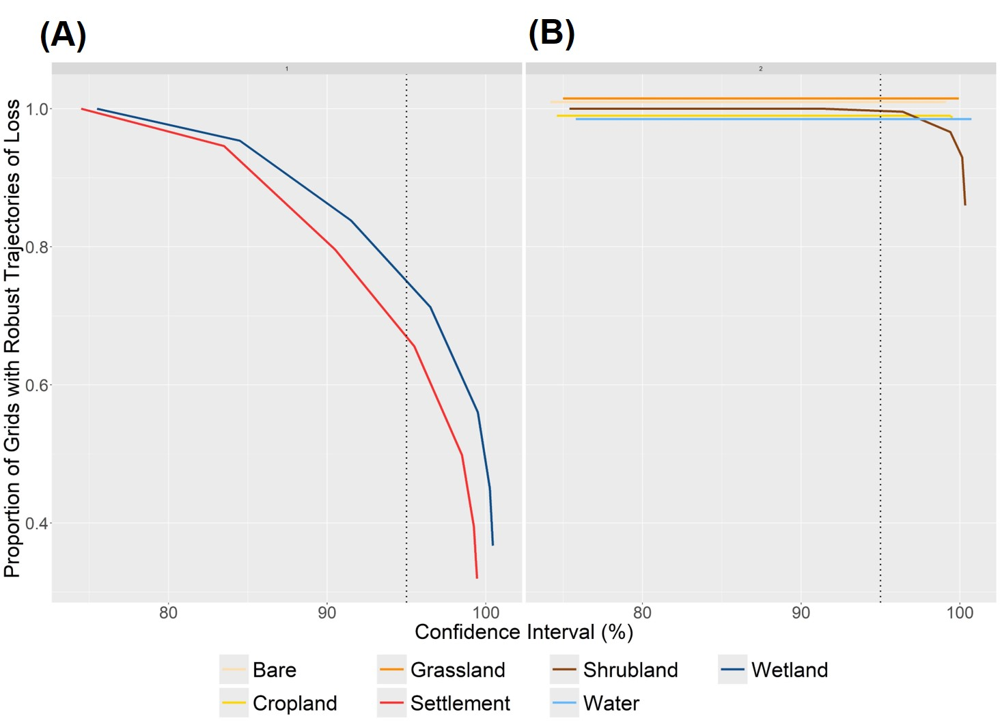 (A) (B)
1 2
Proportion of Grids with Robust Trajectories of Loss
1.0
0.8
0.6
0.4
80 90 100 80 90 100
Confidence Interval (%)
Bare Grassland Shrubland Wetland
Cropland Settlement Water